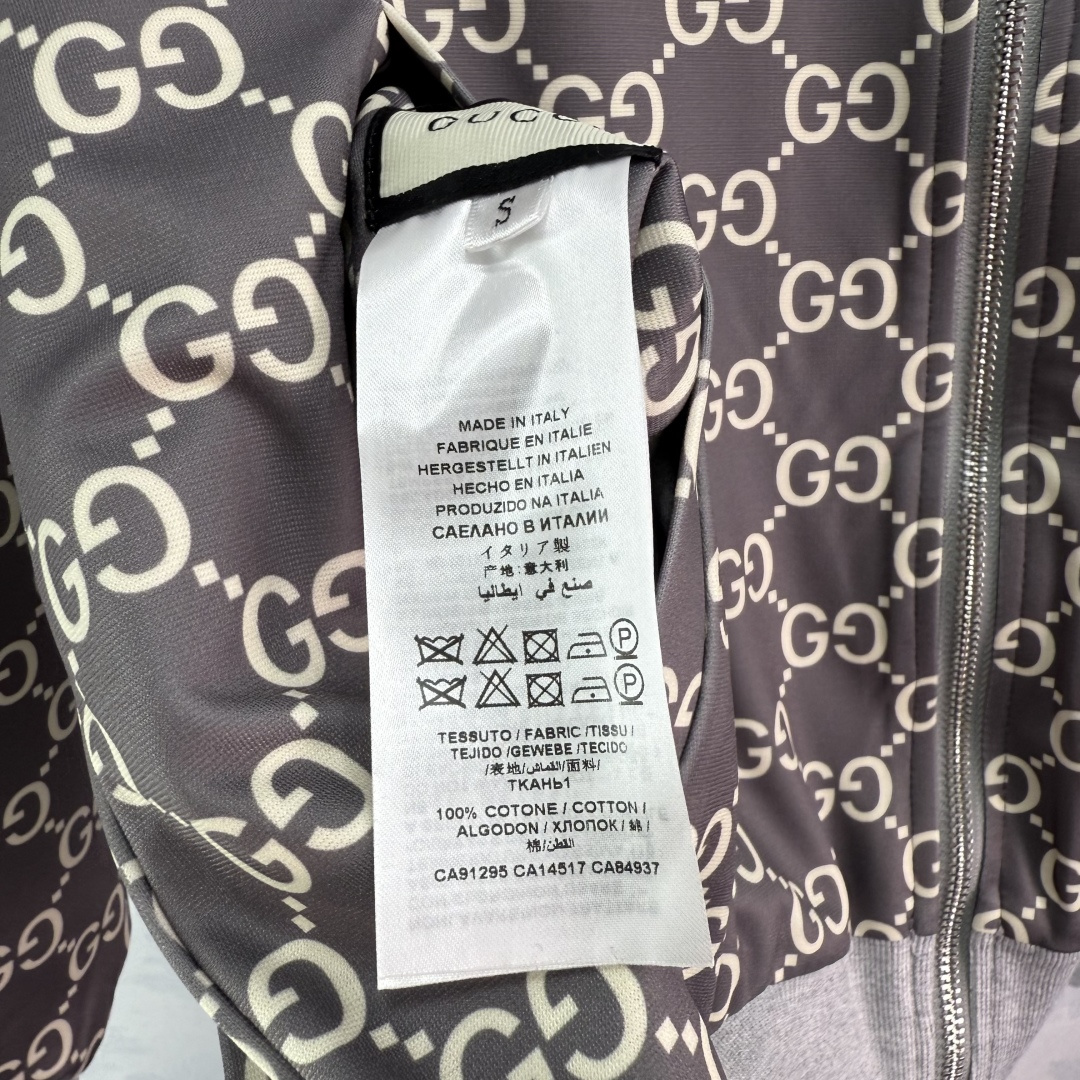 GUCCI
S
MADE IN ITALY
FABRIQUE EN ITALIE
HERGESTELLT IN ITALIEN
HECHO EN ITALIA
PRODUZIDO NA ITALIA
САЕЛАНО В ИТАЛИИ
イタリア製
产地:意大利
صنع في ايطاليا
P
P
TESSUTO / FABRIC /TISSU /
TEJIDO /GEWEBE /TECIDO
/表地/القماش/面料/
ТКАНЬ1
100% COTONE / COTTON /
ALGODON / ХЛОПОК / 綿 /
棉/القطن/
CA91295 CA14517 CA84937